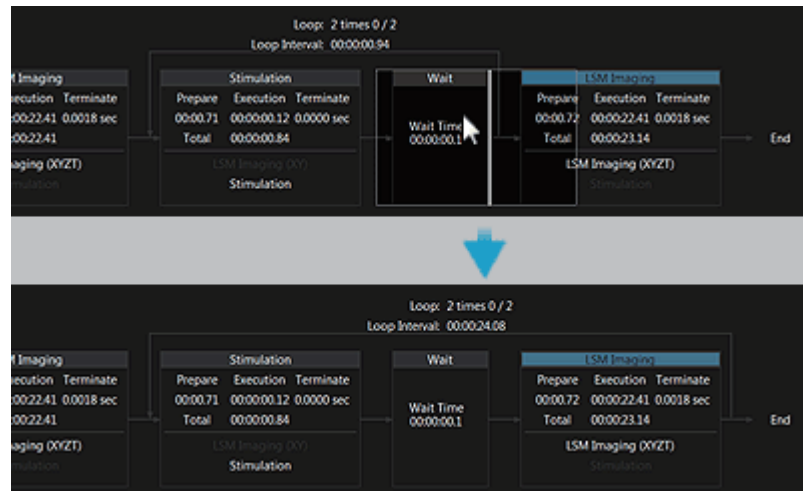 Loop: 2 times 0 / 2
Loop Interval: 00:00:00.94
M Imaging
Stimulation
Wait
LSM Imaging
ecution Terminate
Prepare Execution Terminate
Prepare Execution Terminate
:00:22.41 0.0018 sec
00:00.71 00:00:00.12 0.0000 sec
Wait Time
00:00:00.1
00:00.72 00:00:22.41 0.0018 sec
:00:22.41
Total 00:00:00.84
Total 00:00:23.14
End
aging (XYZT)
LSM Imaging (XY)
LSM Imaging (XYZT)
mulation
Stimulation
Stimulation
Loop: 2 times 0 / 2
Loop Interval: 00:00:24.08
M Imaging
Stimulation
Wait
LSM Imaging
ecution Terminate
Prepare Execution Terminate
Prepare Execution Terminate
:00:22.41 0.0018 sec
00:00.71 00:00:00.12 0.0000 sec
Wait Time
00:00:00.1
00:00.72 00:00:22.41 0.0018 sec
:00:22.41
Total 00:00:00.84
Total 00:00:23.14
End
aging (XYZT)
LSM Imaging (XY)
LSM Imaging (XYZT)
mulation
Stimulation
Stimulation